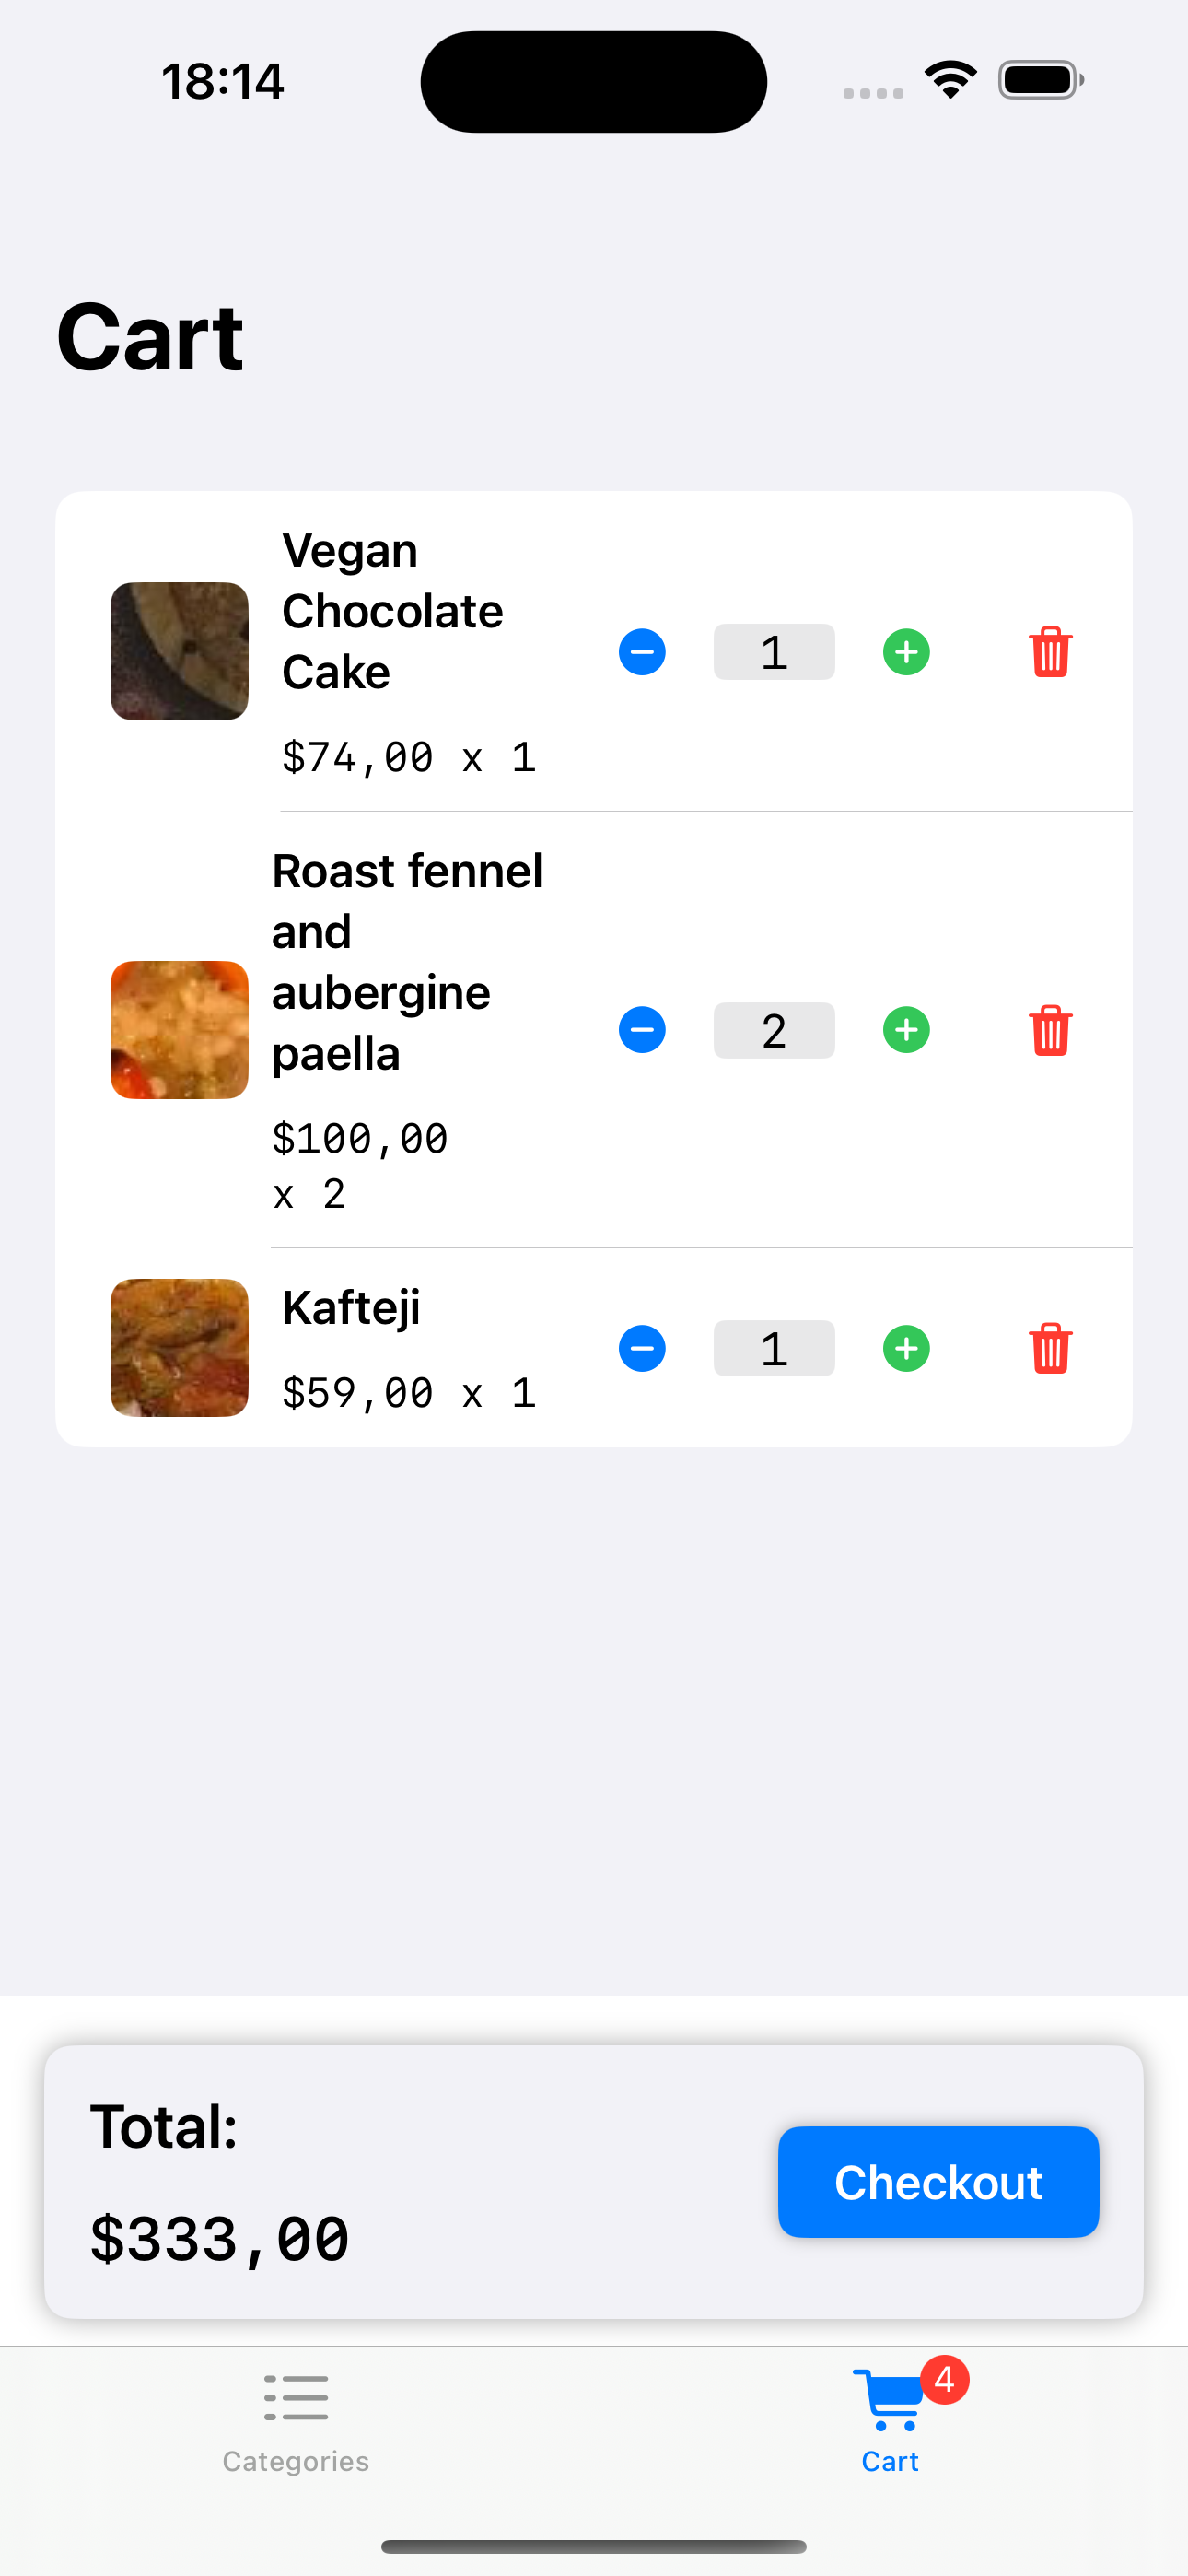 18:14
Cart
Vegan
Chocolate
Cake
$74,00 x 1
1
Roast fennel
and
aubergine
paella
$100,00
x 2
2
Kafteji
$59,00 x 1
1
Total:
$333,00
Checkout
Categories
4
Cart